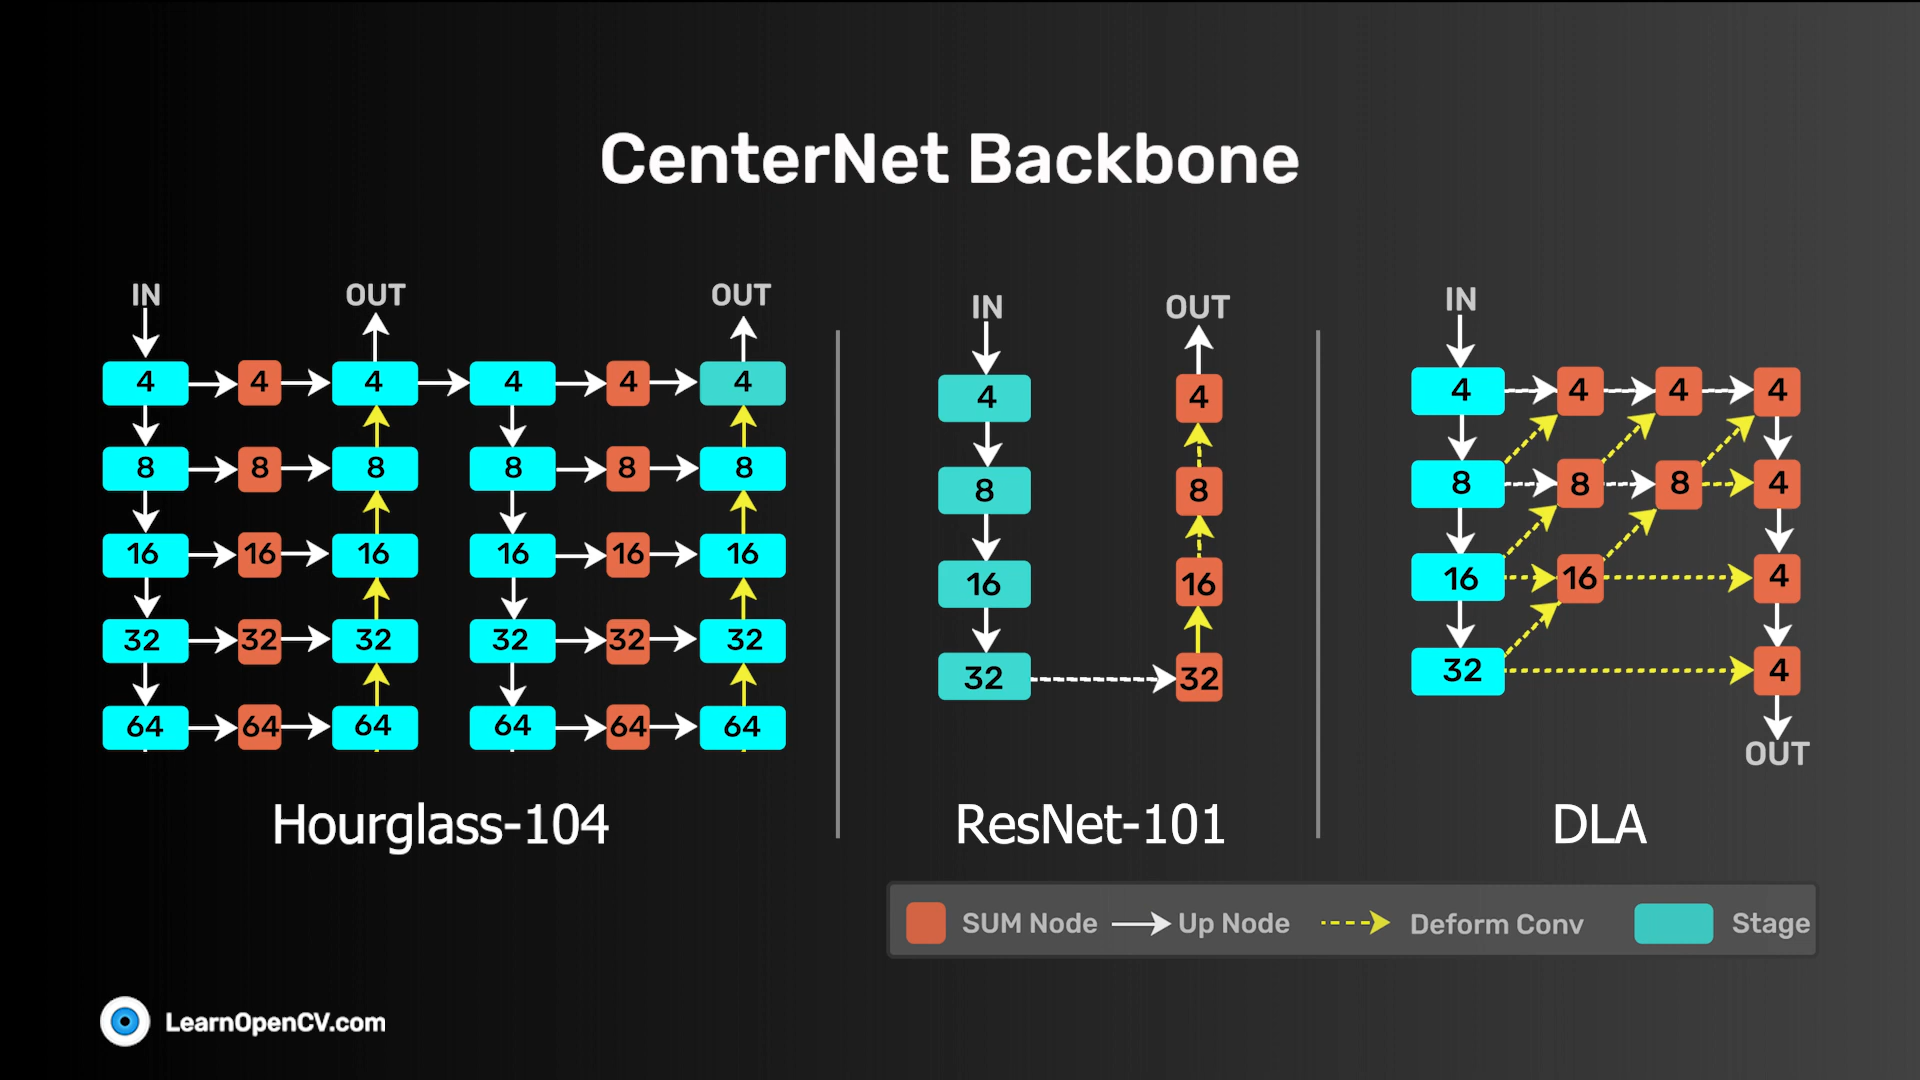 CenterNet Backbone
IN OUT OUT
4 4 4 4 4 4
8 8 8 8 8 8
16 16 16 16 16 16
32 32 32 32 32 32
64 64 64 64 64 64
Hourglass-104
IN OUT
4 4
8 8
16 16
32 32
ResNet-101
IN
4 4 4 4
8 8 8 4
16 16 4
32 4
OUT
DLA
SUM Node Up Node Deform Conv Stage
LearnOpenCV.com